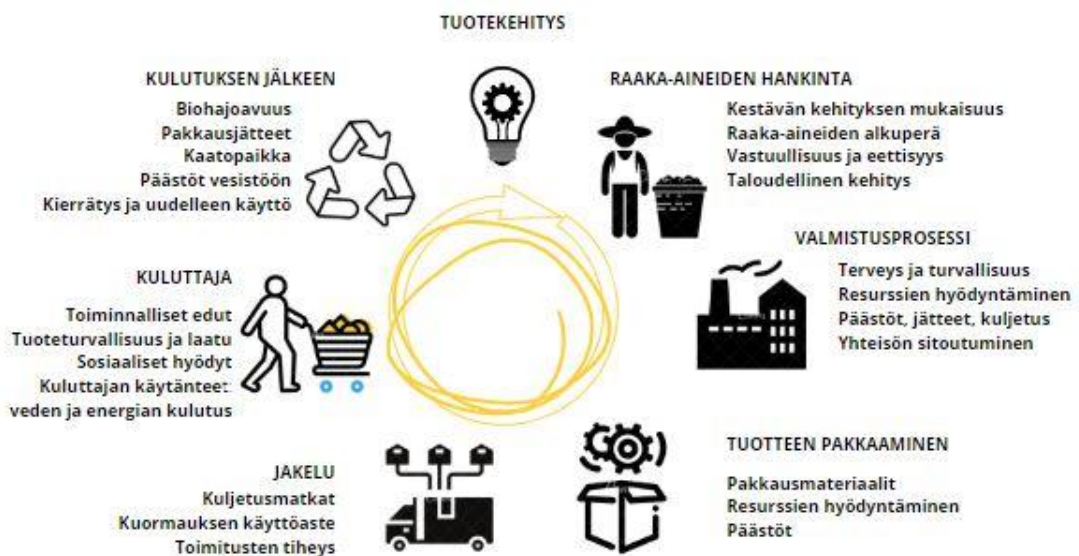 TUOTEKEHITYS
RAAKA-AINEIDEN HANKINTA
Kestävän kehityksen mukaisuus
Raaka-aineiden alkuperä
Vastuullisuus ja eettisyys
Taloudellinen kehitys
VALMISTUSPROSESSI
Terveys ja turvallisuus
Resurssien hyödyntäminen
Päästöt, jätteet, kuljetus
Yhteisön sitoutuminen
TUOTTEEN PAKKAAMINEN
Pakkausmateriaalit
Resurssien hyödyntäminen
Päästöt
JAKELU
Kuljetusmatkat
Kuormauksen käyttöaste
Toimitusten tiheys
KULUTTAJA
Toiminnalliset edut
Tuoteturvallisuus ja laatu
Sosiaaliset hyödyt
Kuluttajan käytänteet:
veden ja energian kulutus
KULUTUKSEN JÄLKEEN
Biohajoavuus
Pakkausjätteet
Kaatopaikka
Päästöt vesistöön
Kierrätys ja uudelleen käyttö